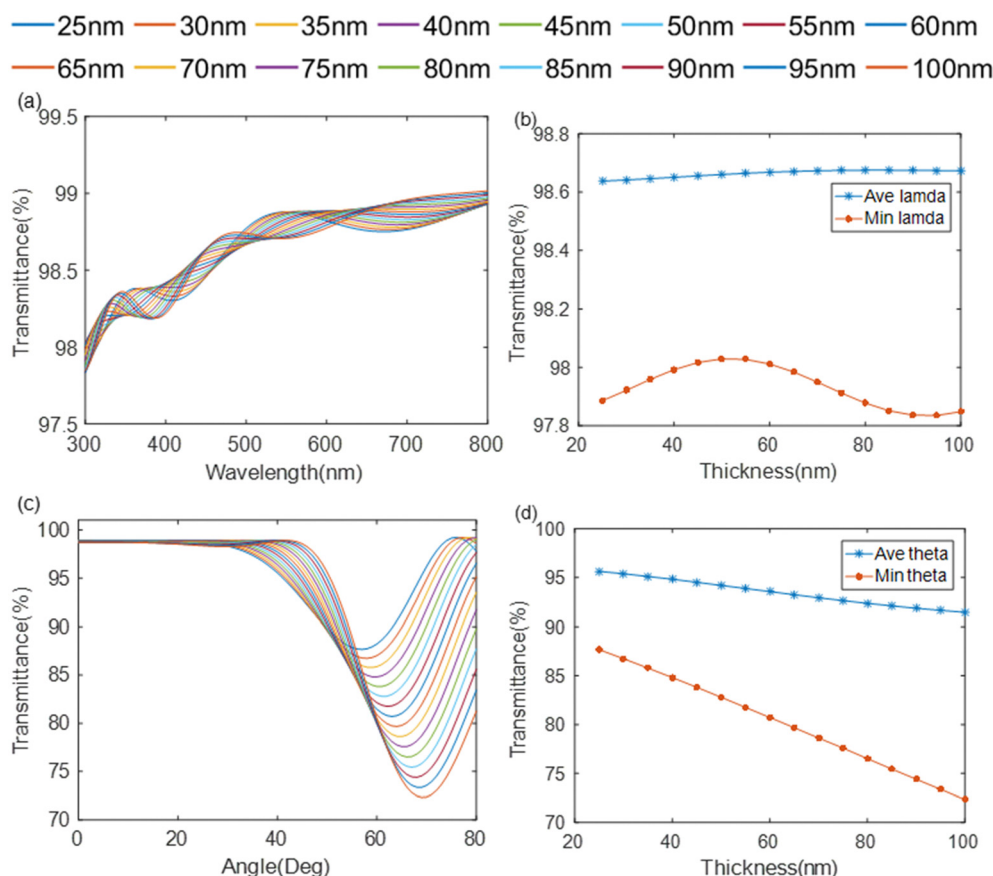 25nm 30nm 35nm 40nm 45nm 50nm 55nm 60nm
65nm 70nm 75nm 80nm 85nm 90nm 95nm 100nm
(a)
99.5
99
98.5
98
97.5
Transmittance(%)
300 400 500 600 700 800
Wavelength(nm)
(b)
98.8
98.6
98.4
98.2
98
97.8
Transmittance(%)
Ave lamda
Min lamda
20 40 60 80 100
Thickness(nm)
(c)
100
95
90
85
80
75
70
Transmittance(%)
0 20 40 60 80
Angle(Deg)
(d)
100
95
90
85
80
75
70
Transmittance(%)
Ave theta
Min theta
20 40 60 80 100
Thickness(nm)